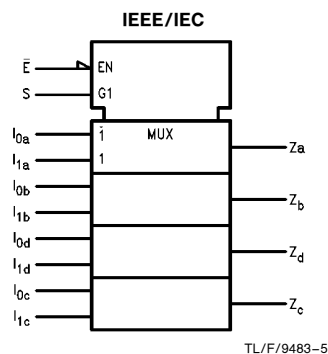 IEEE/IEC
E̅ EN
S G1
I0a 1̅ MUX
Za
I1a 1
I0b
Zb
I1b
I0d
Zd
I1d
I0c
Zc
I1c
TL/F/9483–5